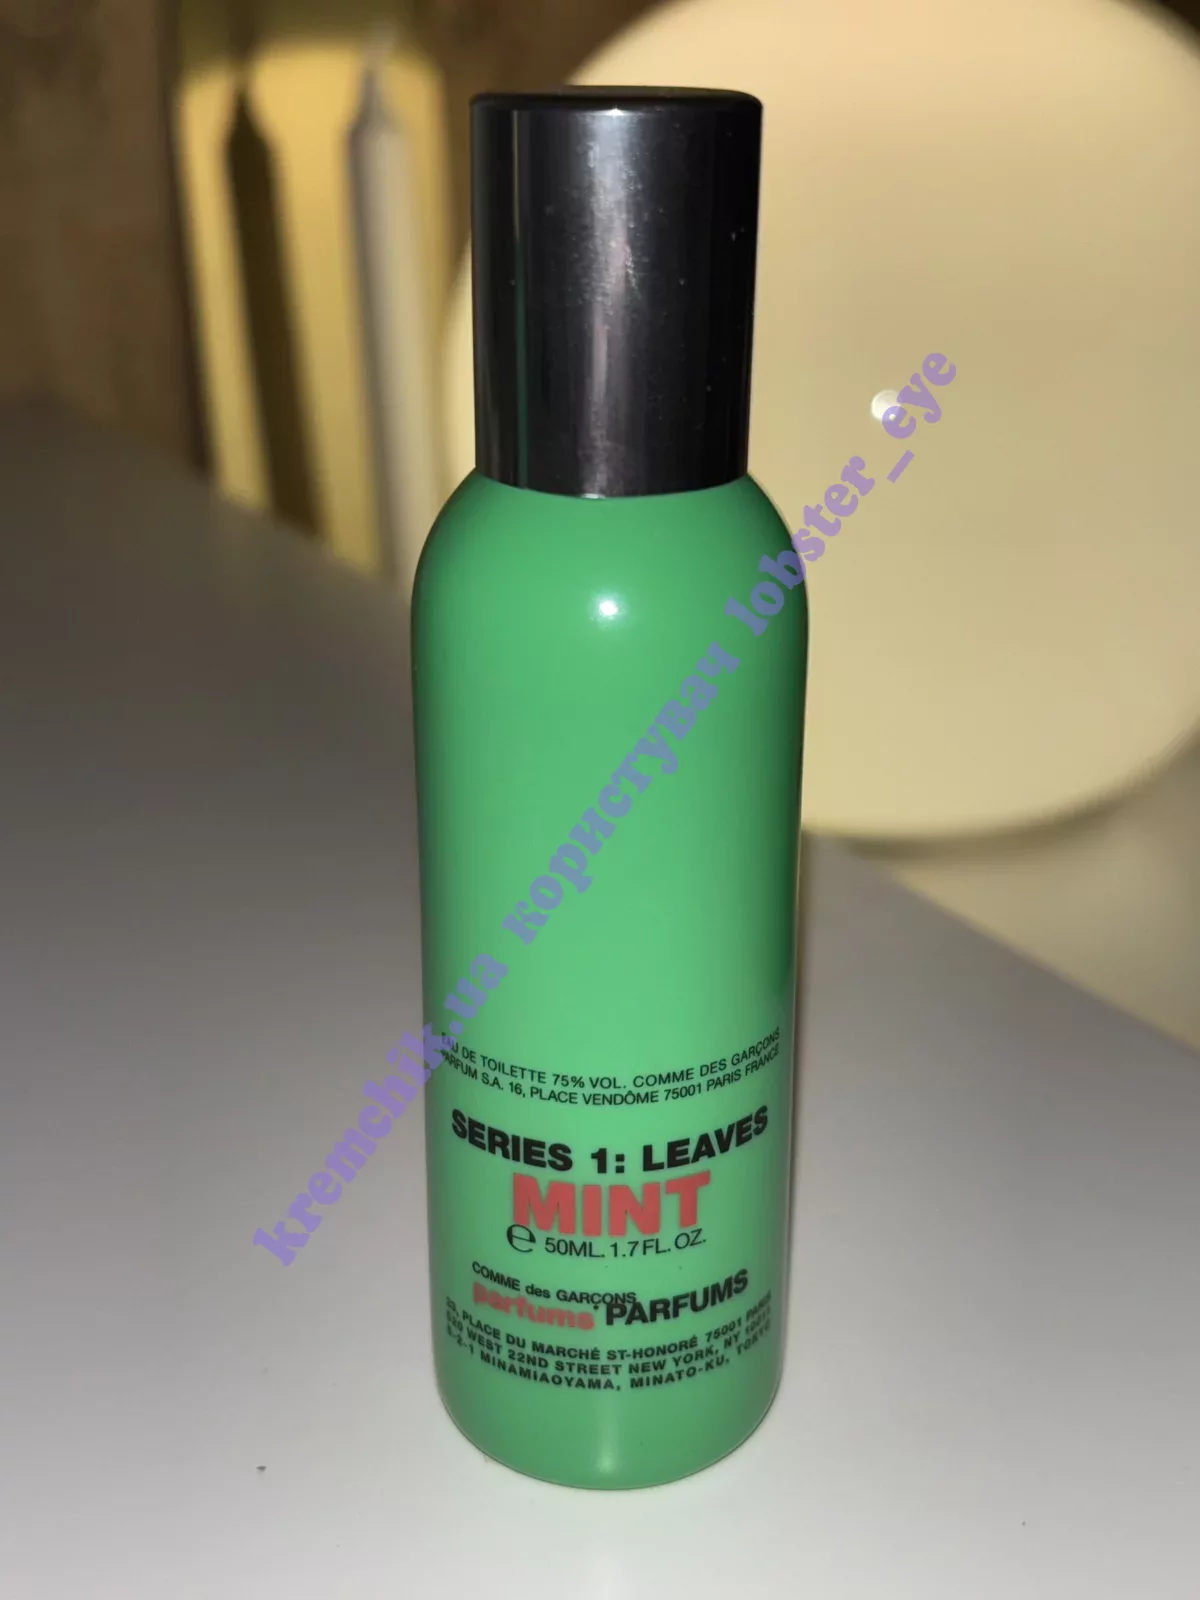 EAU DE TOILETTE 75% VOL. COMME DES GARÇONS
PARFUM S.A. 16, PLACE VENDÔME 75001 PARIS FRANCE
SERIES 1: LEAVES
MINT
℮ 50ML. 1.7 FL. OZ.
COMME des GARÇONS
parfums* PARFUMS
23, PLACE DU MARCHÉ ST-HONORÉ 75001 PARIS
520 WEST 22ND STREET NEW YORK, NY 10011
5-2-1 MINAMIAOYAMA, MINATO-KU, TOKYO
kremchik.ua користувач lobster_eye